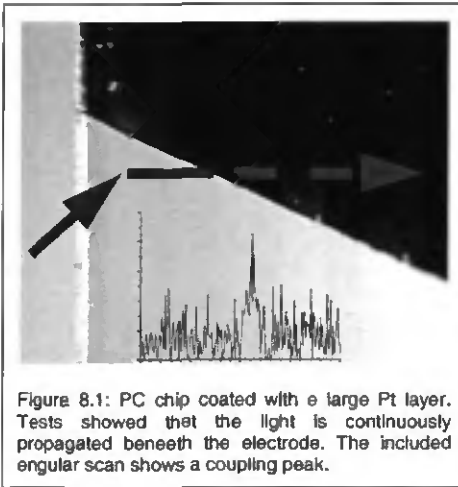 Figure 8.1: PC chip coated with e large Pt layer.
Tests showed that the light is continuously
propagated beneeth the electrode. The included
engular scan shows a coupling peak.